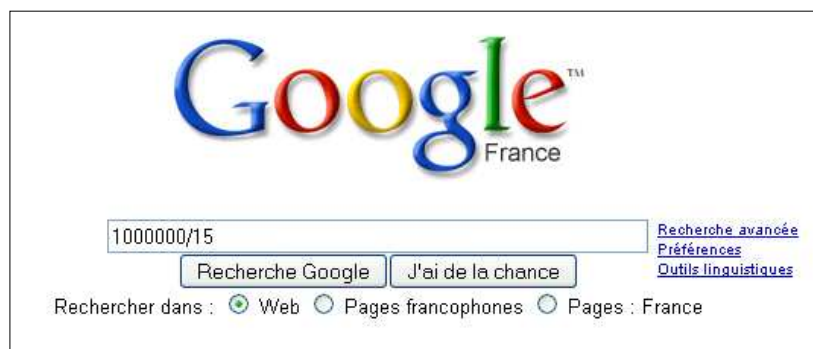 Google™
France
1000000/15
Recherche avancée
Préférences
Outils linguistiques
Recherche Google J'ai de la chance
Rechercher dans : Web Pages francophones Pages : France